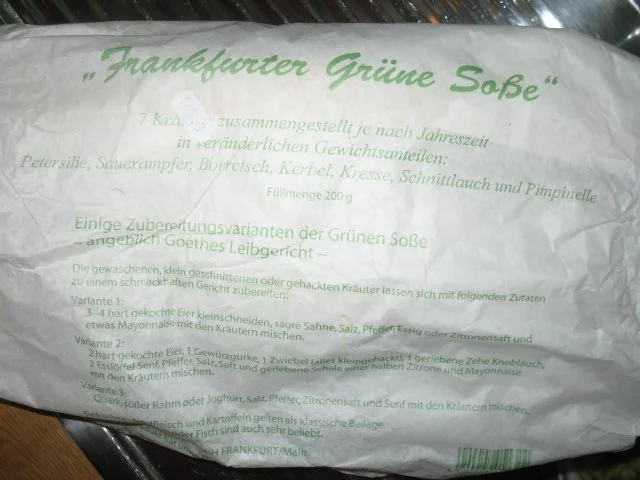 „Frankfurter Grüne Soße“
7 zusammengestellt je nach Jahreszeit
in veränderlichen Gewichtsanteilen:
Petersilie, Sauerampfer, Borretsch, Kerbel, Kresse, Schnittlauch und Pimpinelle
Füllmenge 200 g
Einige Zubereitungsvarianten der Grünen Soße
– angeblich Goethes Leibgericht –
Die gewaschenen, klein geschnittenen oder gehackten Kräuter lassen sich mit folgenden Zutaten
zu einem schmackhaften Gericht zubereiten:
Variante 1:
3-4 hart gekochte Eier kleinschneiden, saure Sahne, Salz, Pfeffer, Essig oder Zitronensaft und
etwas Mayonnaise mit den Kräutern mischen.
Variante 2:
2 hart gekochte Eier, 1 Gewürzgurke, 1 Zwiebel (alles kleingehackt), 1 geriebene Zehe Knoblauch,
2 Esslöffel Senf, Pfeffer, Salz, Saft und geriebene Schale einer halben Zitrone und Mayonnaise
mit den Kräutern mischen.
Variante 3:
Quark, süßer Rahm oder Joghurt, Salz, Pfeffer, Zitronensaft und Senf mit den Kräutern mischen.
und Kartoffeln gelten als klassische Beilage
Fisch sind auch sehr beliebt.
FRANKFURT/Main